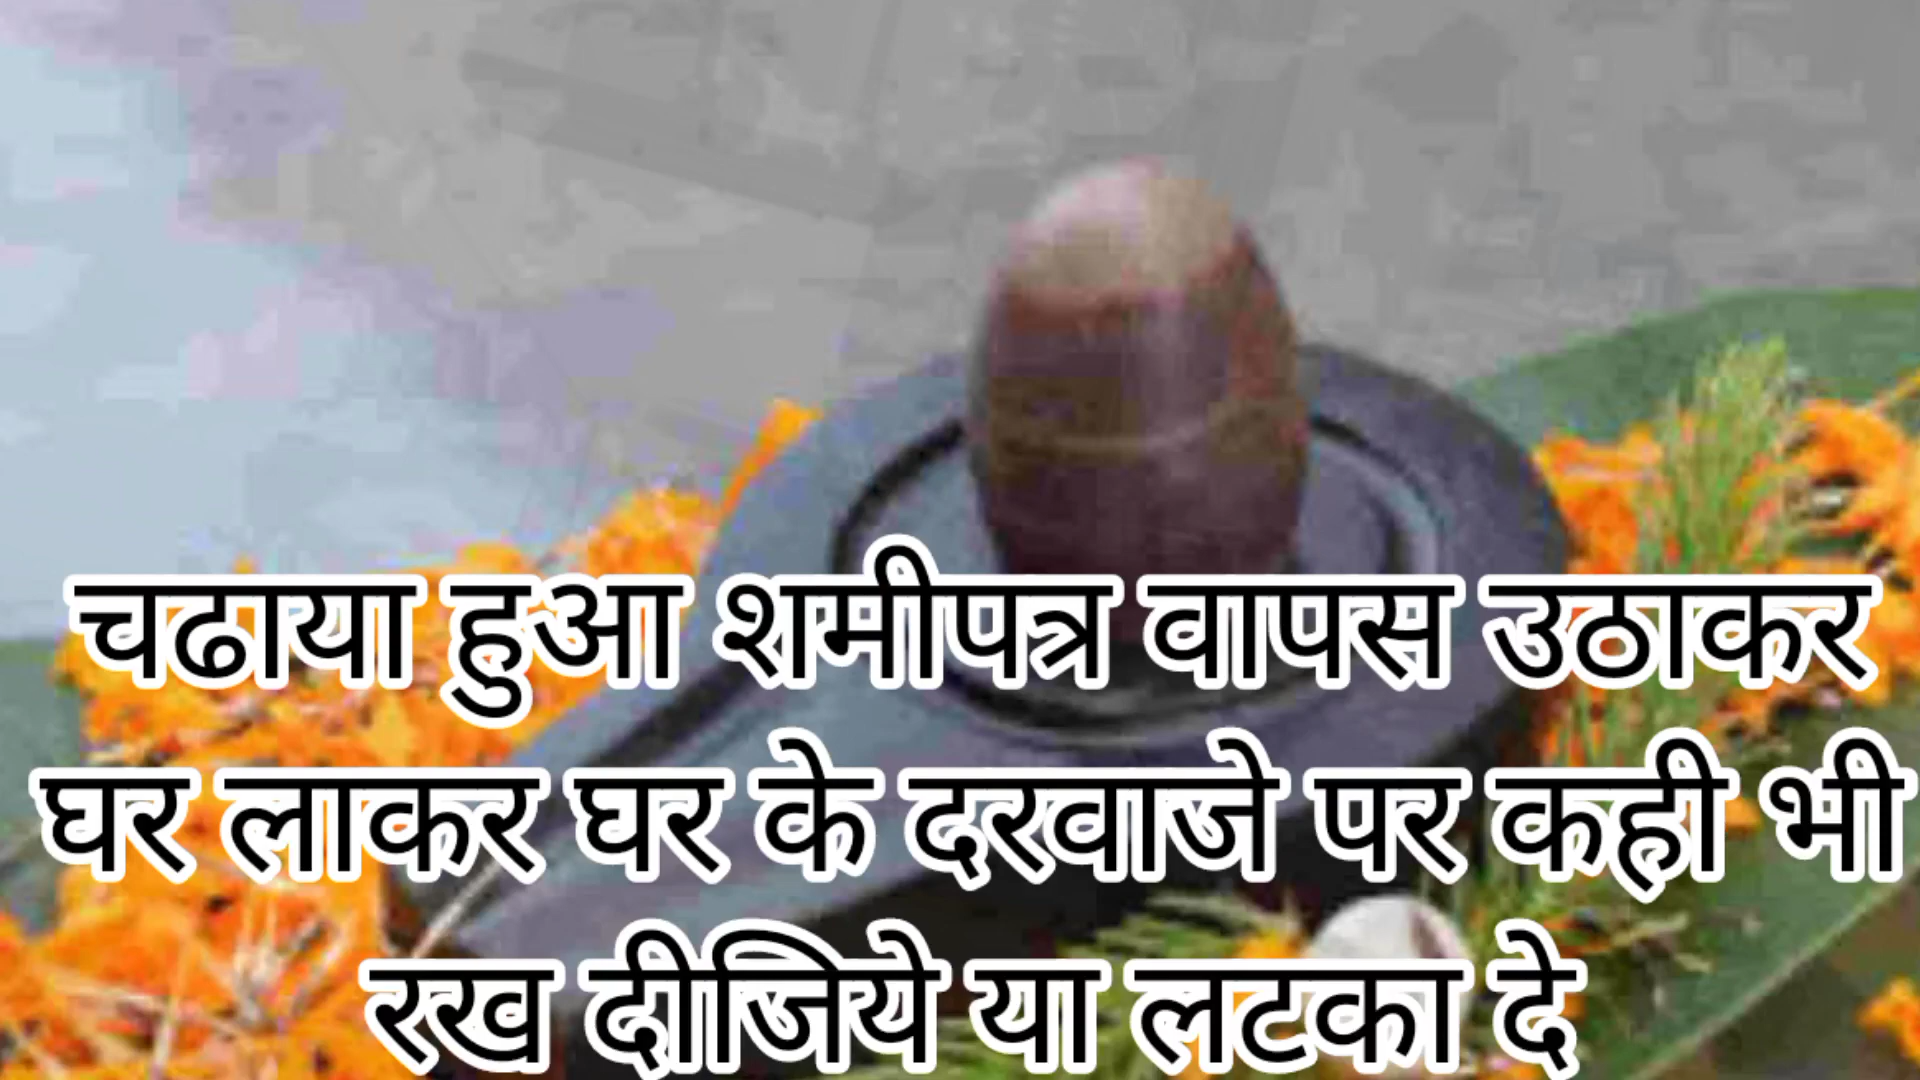 चढाया हुआ शमीपत्र वापस उठाकर
घर लाकर घर के दरवाजे पर कही भी
रख दीजिये या लटका दे